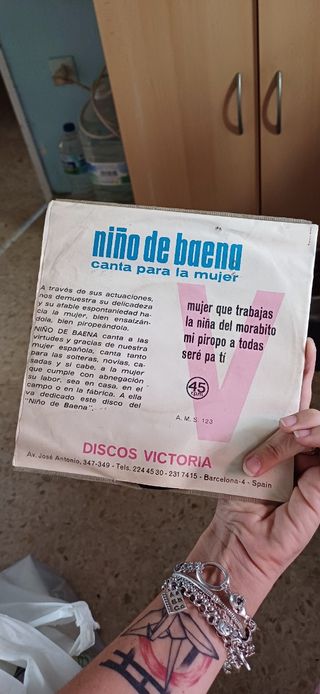 niño de baena
canta para la mujer
A través de sus actuaciones,
nos demuestra su delicadeza
y su afable espontaniedad ha-
cia la mujer, bien ensalzán-
dola, bien piropeándola.
NIÑO DE BAENA canta a las
virtudes y gracias de nuestra
mujer española, canta tanto
para las solteras, novias, ca-
sadas y si cabe, a la mujer
que cumple con abnegación
su labor, sea en casa, en el
campo o en la fábrica. A ella
va dedicado este disco del
"Niño de Baena".
mujer que trabajas
la niña del morabito
mi piropo a todas
seré pa tí
45
rpm
A. M. S. 123
V
DISCOS VICTORIA
Av. José Antonio, 347-349 - Tels. 224 45 30 - 231 74 15 - Barcelona-4 - Spain